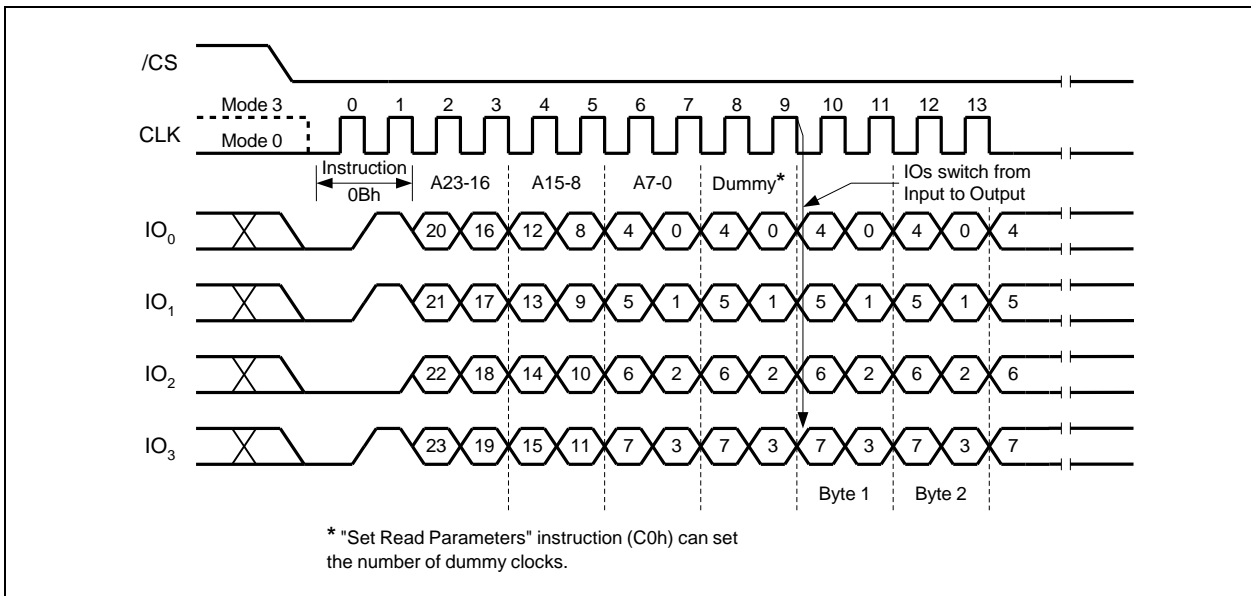 /CS
Mode 3 0 1 2 3 4 5 6 7 8 9 10 11 12 13
CLK Mode 0
Instruction
0Bh A23-16 A15-8 A7-0 Dummy* IOs switch from
Input to Output
IO0 20 16 12 8 4 0 4 0 4 0 4 0 4
IO1 21 17 13 9 5 1 5 1 5 1 5 1 5
IO2 22 18 14 10 6 2 6 2 6 2 6 2 6
IO3 23 19 15 11 7 3 7 3 7 3 7 3 7
Byte 1 Byte 2
* "Set Read Parameters" instruction (C0h) can set
the number of dummy clocks.